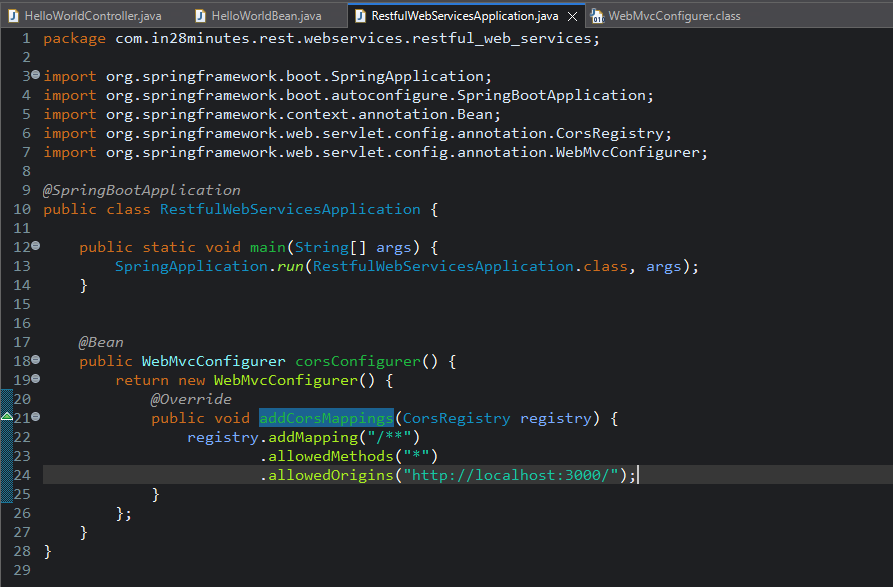 HelloWorldController.java HelloWorldBean.java RestfulWebServicesApplication.java WebMvcConfigurer.class
1 package com.in28minutes.rest.webservices.restful_web_services;
2
3 import org.springframework.boot.SpringApplication;
4 import org.springframework.boot.autoconfigure.SpringBootApplication;
5 import org.springframework.context.annotation.Bean;
6 import org.springframework.web.servlet.config.annotation.CorsRegistry;
7 import org.springframework.web.servlet.config.annotation.WebMvcConfigurer;
8
9 @SpringBootApplication
10 public class RestfulWebServicesApplication {
11
12     public static void main(String[] args) {
13         SpringApplication.run(RestfulWebServicesApplication.class, args);
14     }
15
16
17     @Bean
18     public WebMvcConfigurer corsConfigurer() {
19         return new WebMvcConfigurer() {
20             @Override
21             public void addCorsMappings(CorsRegistry registry) {
22                 registry.addMapping("/**")
23                         .allowedMethods("*")
24                         .allowedOrigins("http://localhost:3000/");
25             }
26         };
27     }
28 }
29